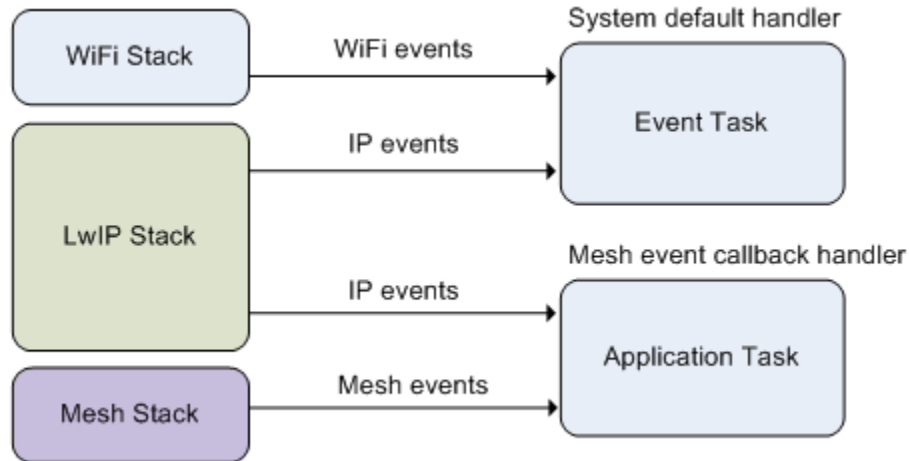 System default handler
WiFi Stack
WiFi events
Event Task
IP events
LwIP Stack
Mesh event callback handler
IP events
Application Task
Mesh events
Mesh Stack